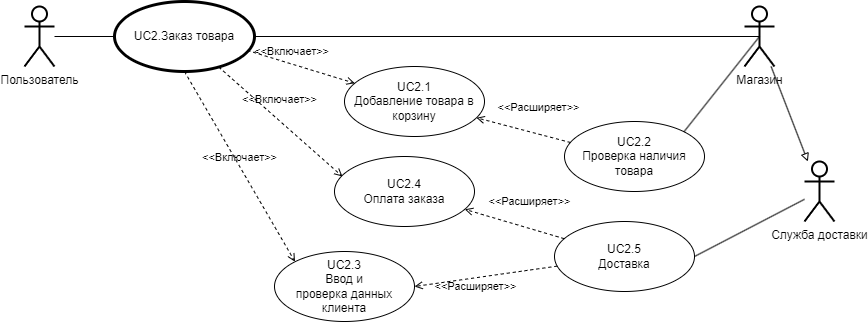 UC2.Заказ товара
<<Включает>>
Пользователь
Магазин
UC2.1
Добавление товара в
корзину
<<Включает>>
<<Расширяет>>
UC2.2
Проверка наличия
товара
<<Включает>>
UC2.4
Оплата заказа
<<Расширяет>>
Служба доставки
UC2.5
Доставка
UC2.3
Ввод и
проверка данных
клиента
<<Расширяет>>